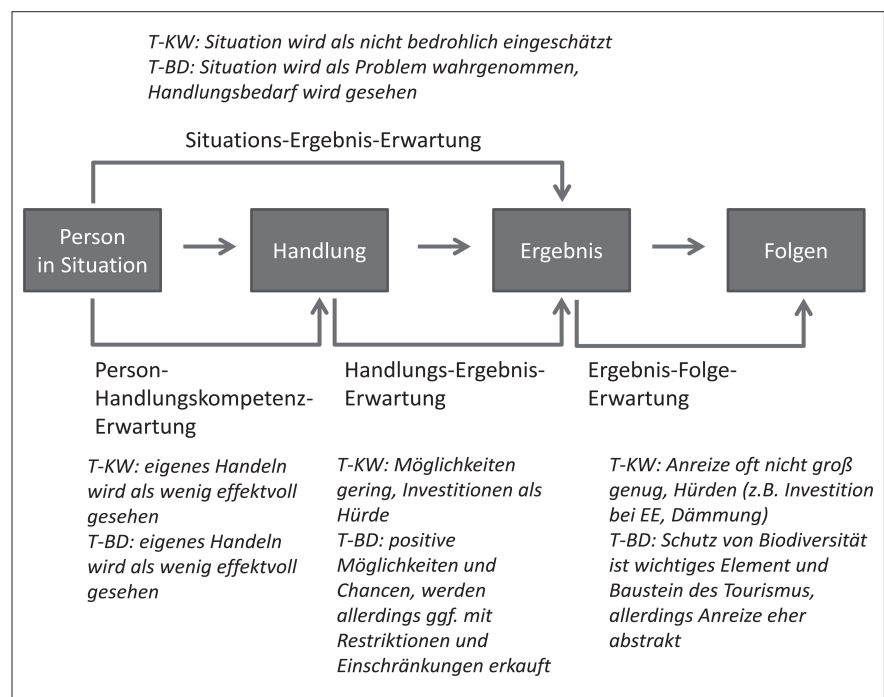 T-KW: Situation wird als nicht bedrohlich eingeschätzt
T-BD: Situation wird als Problem wahrgenommen,
Handlungsbedarf wird gesehen
Situations-Ergebnis-Erwartung
Person
in Situation
Handlung
Ergebnis
Folgen
Person-
Handlungskompetenz-
Erwartung
Handlungs-Ergebnis-
Erwartung
Ergebnis-Folge-
Erwartung
T-KW: eigenes Handeln
wird als wenig effektvoll
gesehen
T-BD: eigenes Handeln
wird als wenig effektvoll
gesehen
T-KW: Möglichkeiten
gering, Investitionen als
Hürde
T-BD: positive
Möglichkeiten und
Chancen, werden
allerdings ggf. mit
Restriktionen und
Einschränkungen erkauft
T-KW: Anreize oft nicht groß
genug, Hürden (z.B. Investition
bei EE, Dämmung)
T-BD: Schutz von Biodiversität
ist wichtiges Element und
Baustein des Tourismus,
allerdings Anreize eher
abstrakt